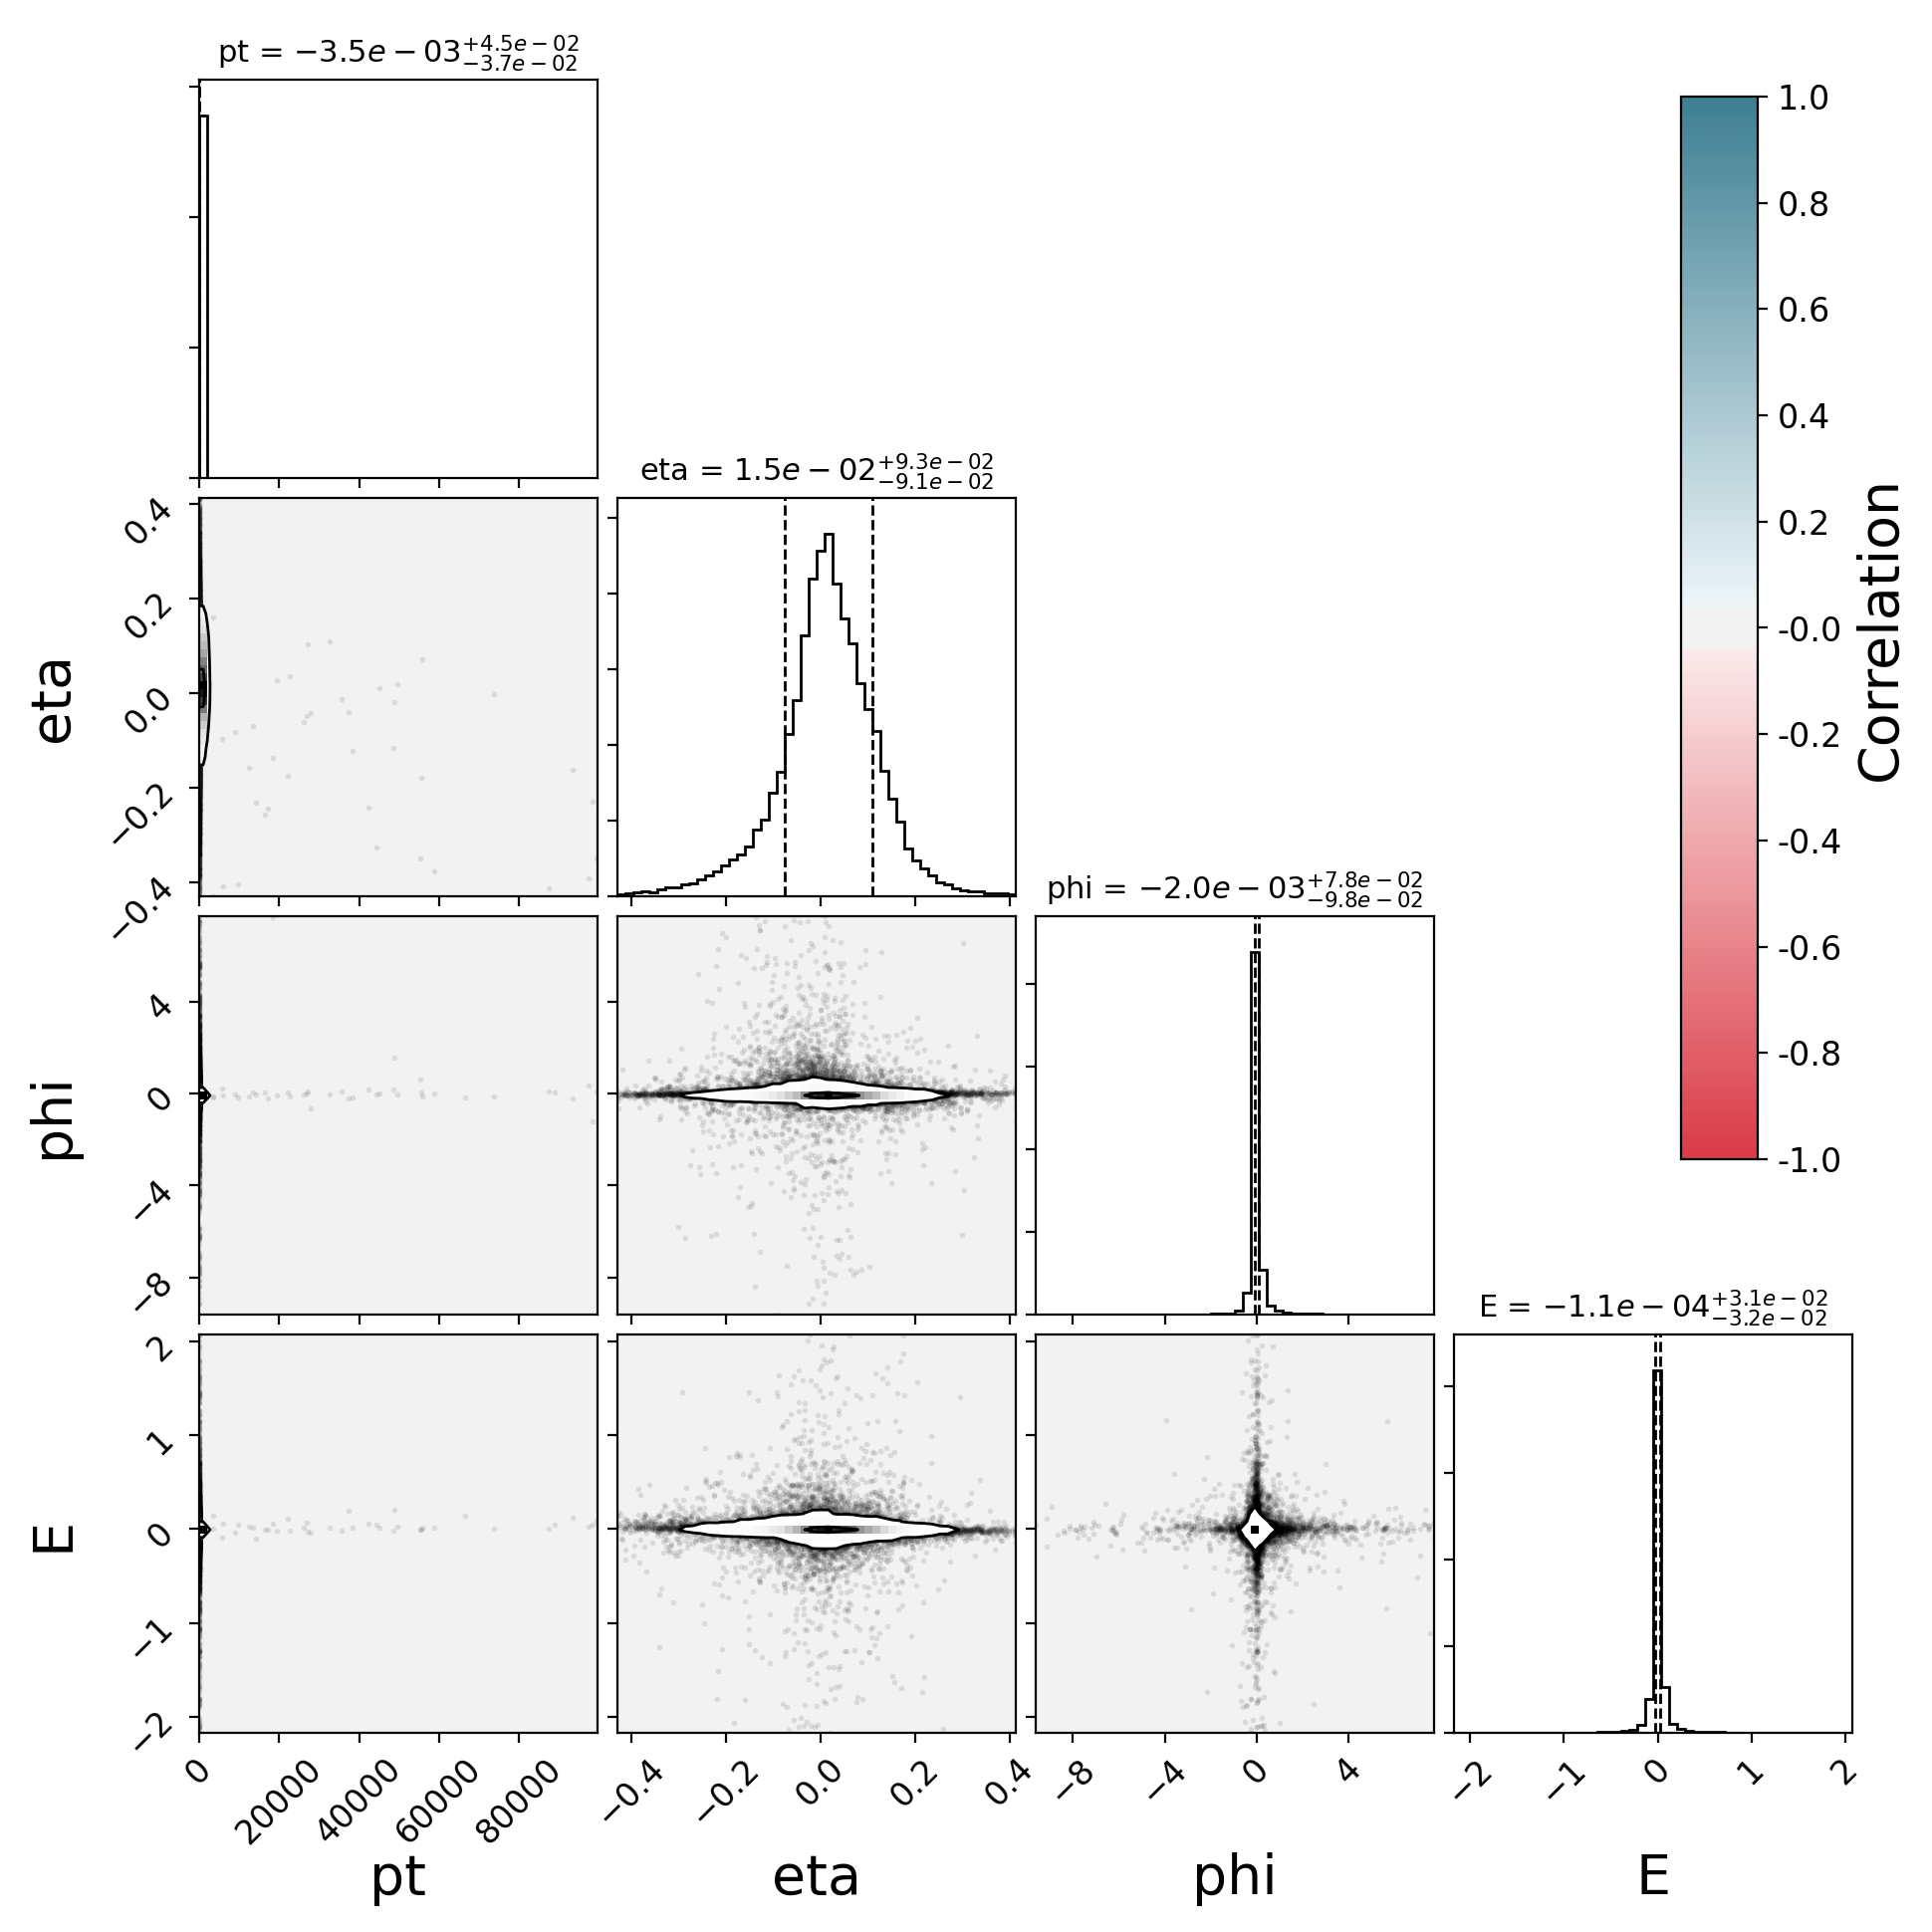 pt = −3.5e − 03 +4.5e − 02 −3.7e − 02
1.0
0.8
0.6
0.4
0.2
-0.0
-0.2
-0.4
-0.6
-0.8
-1.0
Correlation
eta = 1.5e − 02 +9.3e − 02 −9.1e − 02
0.4
0.2
0.0
−0.2
−0.4
eta
phi = −2.0e − 03 +7.8e − 02 −9.8e − 02
4
0
−4
−8
phi
E = −1.1e − 04 +3.1e − 02 −3.2e − 02
2
1
0
−1
−2
E
0 20000 40000 60000 80000
−0.4 −0.2 0.0 0.2 0.4
−8 −4 0 4
−2 −1 0 1 2
pt eta phi E